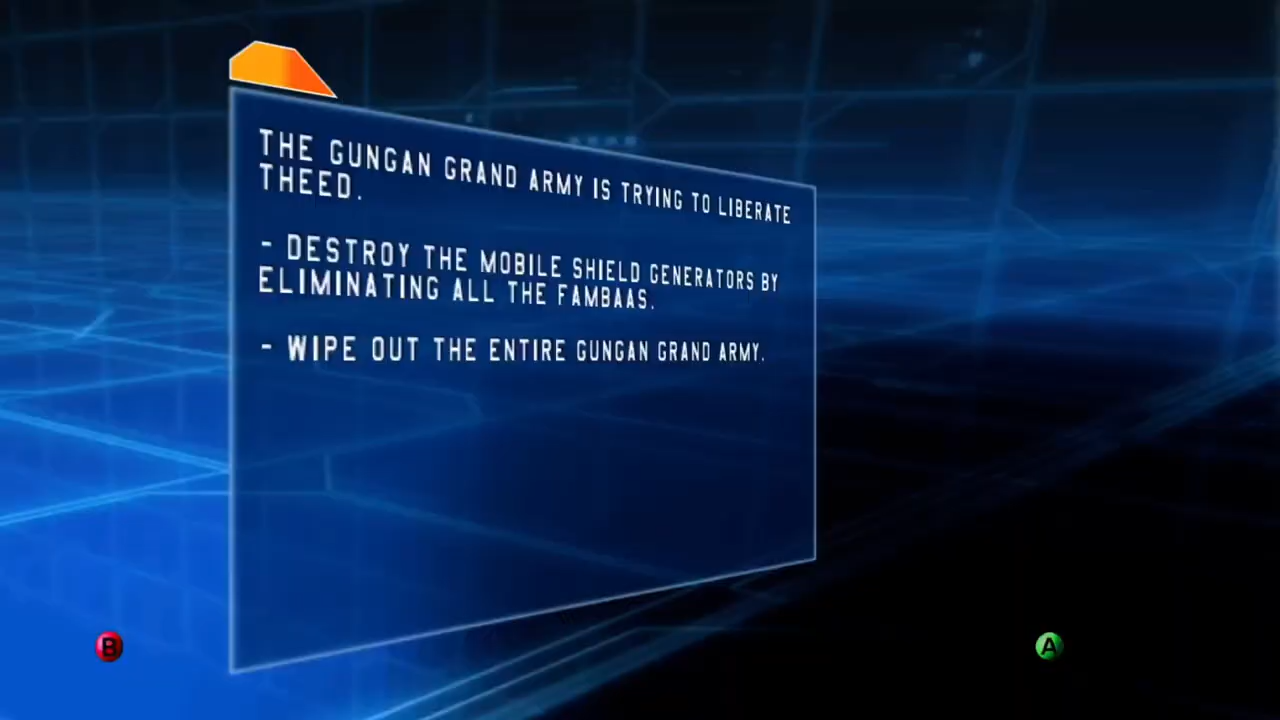 THE GUNGAN GRAND ARMY IS TRYING TO LIBERATE
THEED.
- DESTROY THE MOBILE SHIELD GENERATORS BY
ELIMINATING ALL THE FAMBAAS.
- WIPE OUT THE ENTIRE GUNGAN GRAND ARMY.
B
A